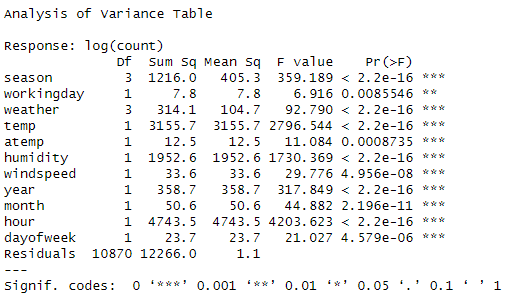 Analysis of Variance Table
Response: log(count)
Df Sum Sq Mean Sq F value Pr(>F)
season 3 1216.0 405.3 359.189 < 2.2e-16 ***
workingday 1 7.8 7.8 6.916 0.0085546 **
weather 3 314.1 104.7 92.790 < 2.2e-16 ***
temp 1 3155.7 3155.7 2796.544 < 2.2e-16 ***
atemp 1 12.5 12.5 11.084 0.0008735 ***
humidity 1 1952.6 1952.6 1730.369 < 2.2e-16 ***
windspeed 1 33.6 33.6 29.776 4.956e-08 ***
year 1 358.7 358.7 317.849 < 2.2e-16 ***
month 1 50.6 50.6 44.882 2.196e-11 ***
hour 1 4743.5 4743.5 4203.623 < 2.2e-16 ***
dayofweek 1 23.7 23.7 21.027 4.579e-06 ***
Residuals 10870 12266.0 1.1
---
Signif. codes: 0 ‘***’ 0.001 ‘**’ 0.01 ‘*’ 0.05 ‘.’ 0.1 ‘ ’ 1